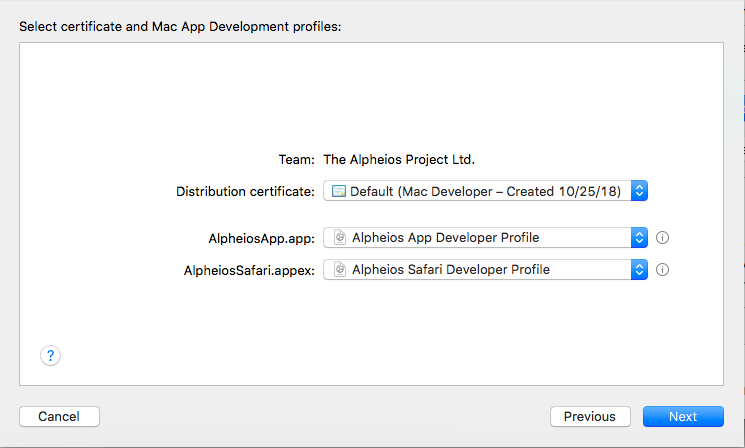 Select certificate and Mac App Development profiles:
Team: The Alpheios Project Ltd.
Distribution certificate: Default (Mac Developer – Created 10/25/18)
AlpheiosApp.app: Alpheios App Developer Profile
AlpheiosSafari.appex: Alpheios Safari Developer Profile
?
Cancel Previous Next